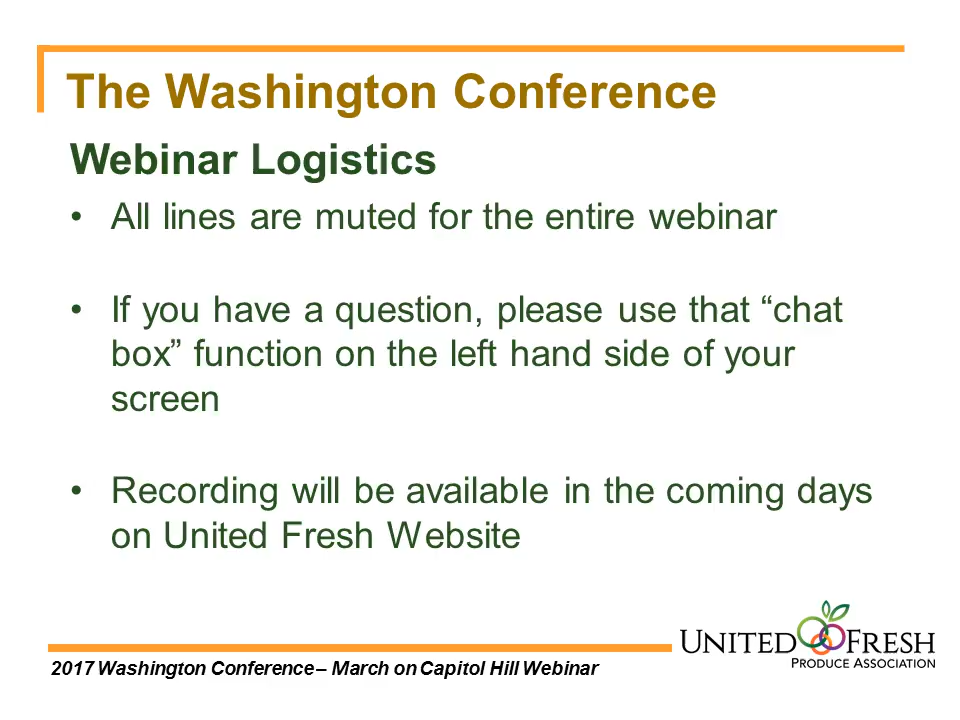 The Washington Conference
Webinar Logistics
• All lines are muted for the entire webinar
• If you have a question, please use that “chat
box” function on the left hand side of your
screen
• Recording will be available in the coming days
on United Fresh Website
2017 Washington Conference – March on Capitol Hill Webinar
UNITED FRESH
PRODUCE ASSOCIATION